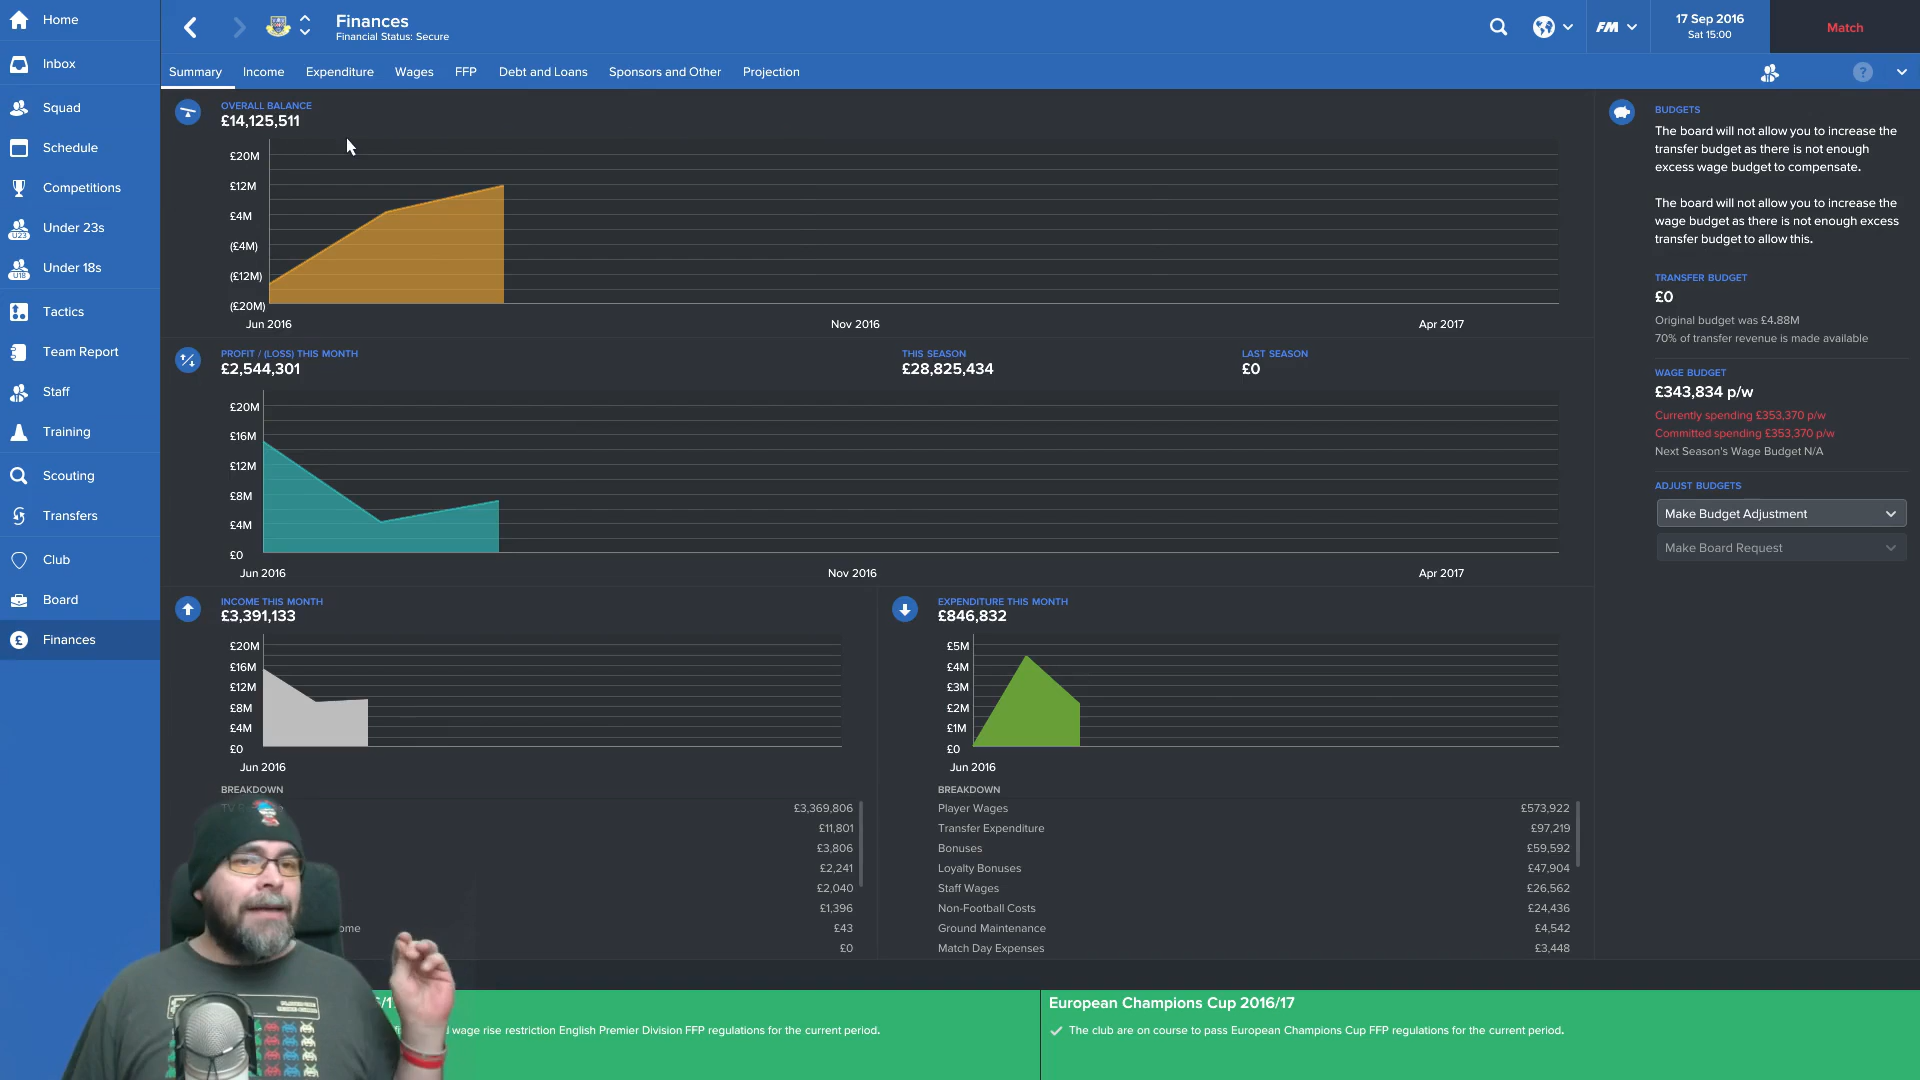 Home
Inbox
Squad
Schedule
Competitions
Under 23s
Under 18s
Tactics
Team Report
Staff
Training
Scouting
Transfers
Club
Board
Finances
Finances
Financial Status: Secure
FM
17 Sep 2016
Sat 15:00
Match
Summary Income Expenditure Wages FFP Debt and Loans Sponsors and Other Projection
?
OVERALL BALANCE
£14,125,511
£20M
£12M
£4M
(£4M)
(£12M)
(£20M)
Jun 2016 Nov 2016 Apr 2017
PROFIT / (LOSS) THIS MONTH
£2,544,301
THIS SEASON
£28,825,434
LAST SEASON
£0
£20M
£16M
£12M
£8M
£4M
£0
Jun 2016 Nov 2016 Apr 2017
INCOME THIS MONTH
£3,391,133
£20M
£16M
£12M
£8M
£4M
£0
Jun 2016
BREAKDOWN
£3,369,806
£11,801
£3,806
£2,241
£2,040
£1,396
ome £43
£0
EXPENDITURE THIS MONTH
£846,832
£5M
£4M
£3M
£2M
£1M
£0
Jun 2016
BREAKDOWN
Player Wages £573,922
Transfer Expenditure £97,219
Bonuses £59,592
Loyalty Bonuses £47,904
Staff Wages £26,562
Non-Football Costs £24,436
Ground Maintenance £4,542
Match Day Expenses £3,448
BUDGETS
The board will not allow you to increase the
transfer budget as there is not enough
excess wage budget to compensate.
The board will not allow you to increase the
wage budget as there is not enough excess
transfer budget to allow this.
TRANSFER BUDGET
£0
Original budget was £4.88M
70% of transfer revenue is made available
WAGE BUDGET
£343,834 p/w
Currently spending £353,370 p/w
Committed spending £353,370 p/w
Next Season's Wage Budget N/A
ADJUST BUDGETS
Make Budget Adjustment
Make Board Request
wage rise restriction English Premier Division FFP regulations for the current period.
European Champions Cup 2016/17
The club are on course to pass European Champions Cup FFP regulations for the current period.